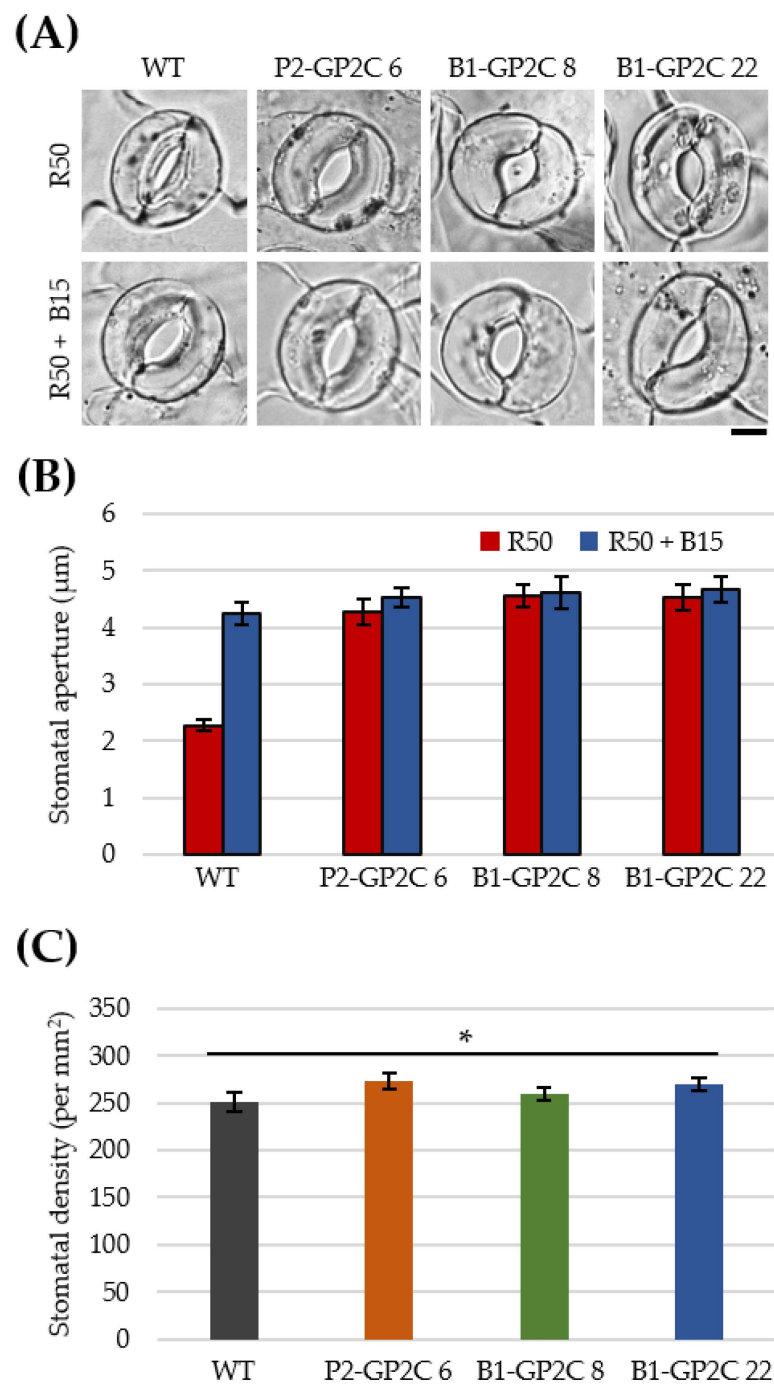 (A)
WT P2-GP2C 6 B1-GP2C 8 B1-GP2C 22
R50
R50 + B15
(B)
Stomatal aperture (µm)
6
5
4
3
2
1
0
R50 R50 + B15
WT P2-GP2C 6 B1-GP2C 8 B1-GP2C 22
(C)
Stomatal density (per mm²)
350
300
250
200
150
100
50
0
*
WT P2-GP2C 6 B1-GP2C 8 B1-GP2C 22